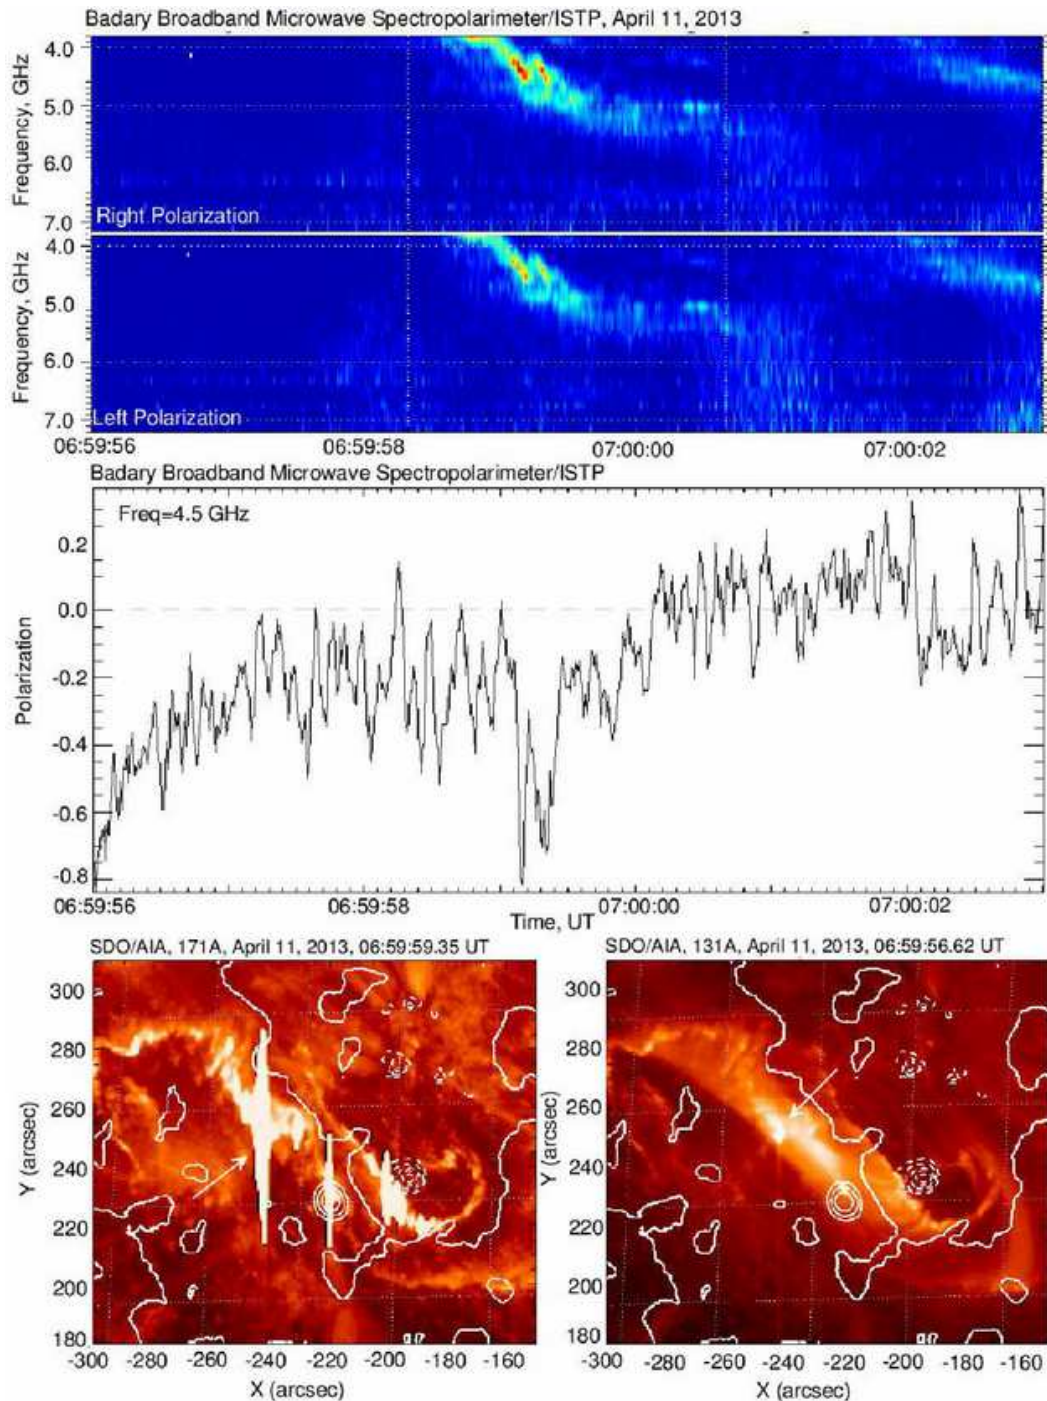 Badary Broadband Microwave Spectropolarimeter/ISTP, April 11, 2013
4.0
5.0
6.0
7.0
Frequency, GHz
Right Polarization
4.0
5.0
6.0
7.0
Frequency, GHz
Left Polarization
06:59:56 06:59:58 07:00:00 07:00:02
Badary Broadband Microwave Spectropolarimeter/ISTP
Freq=4.5 GHz
0.2
0.0
-0.2
-0.4
-0.6
-0.8
Polarization
06:59:56 06:59:58 07:00:00 07:00:02
Time, UT
SDO/AIA, 171A, April 11, 2013, 06:59:59.35 UT
300
280
260
240
220
200
180
Y (arcsec)
-300 -280 -260 -240 -220 -200 -180 -160
X (arcsec)
SDO/AIA, 131A, April 11, 2013, 06:59:56.62 UT
300
280
260
240
220
200
180
Y (arcsec)
-300 -280 -260 -240 -220 -200 -180 -160
X (arcsec)